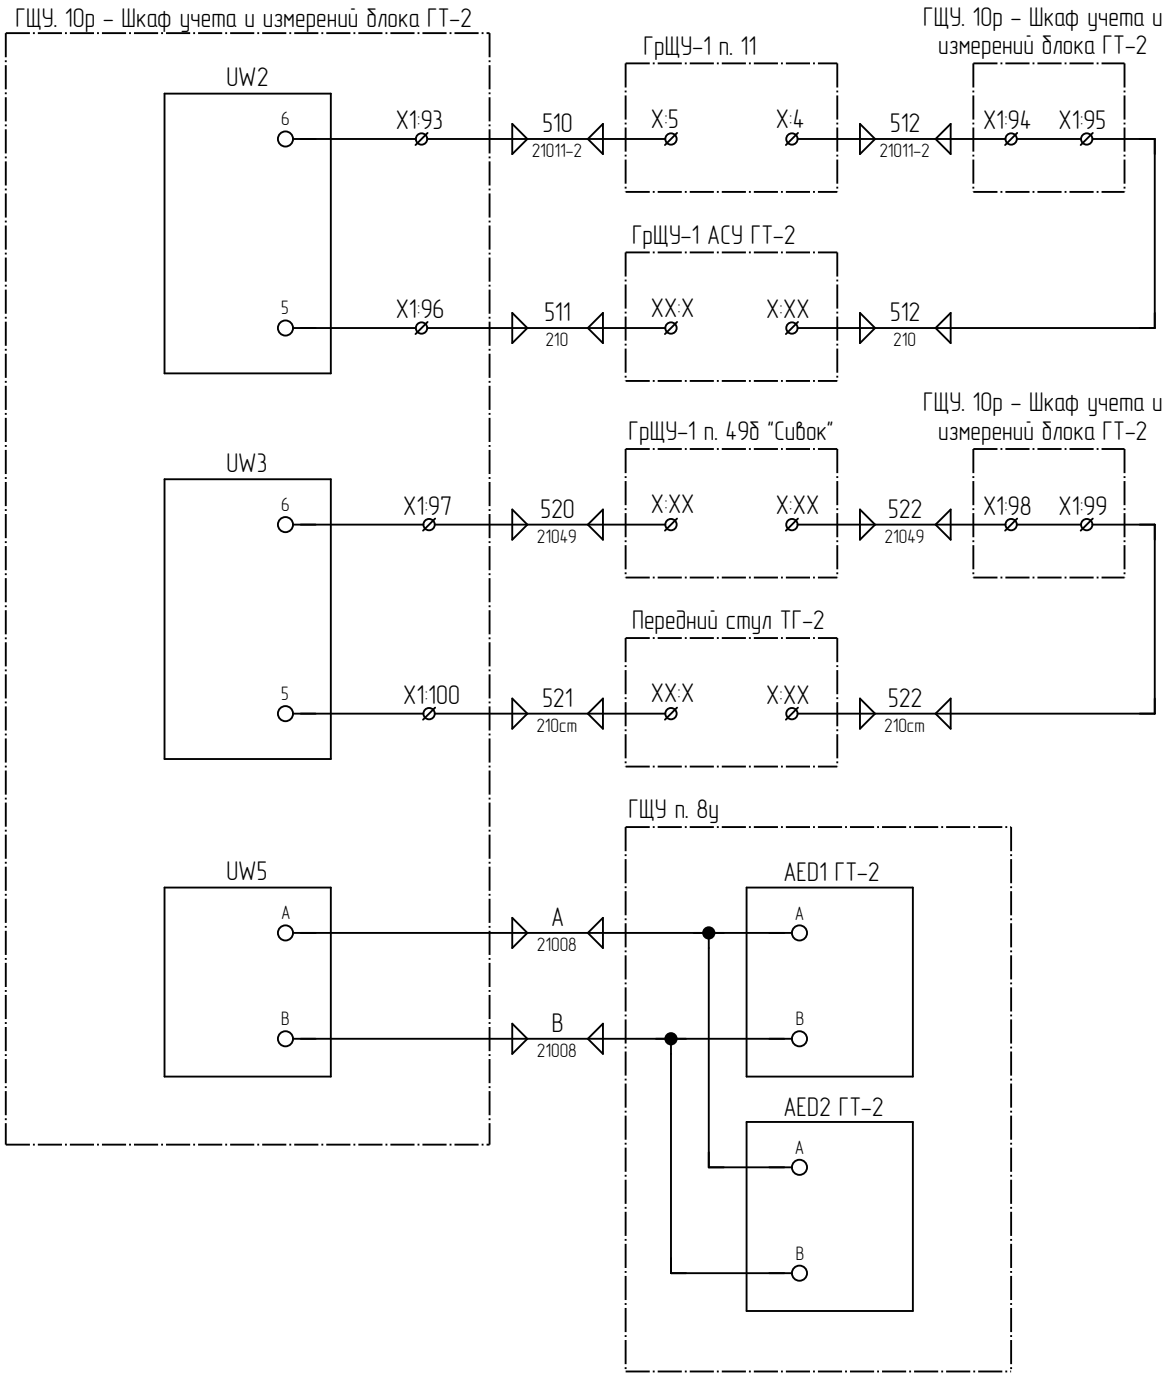 ГЩУ. 10р – Шкаф учета и измерений блока ГТ-2
UW2
6
X1:93
510
21011-2
ГрЩУ-1 п. 11
X:5
X:4
512
21011-2
ГЩУ. 10р – Шкаф учета и
измерений блока ГТ-2
X1:94
X1:95
5
X1:96
511
210
ГрЩУ-1 АСУ ГТ-2
XX:X
X:XX
512
210
UW3
6
X1:97
520
21049
ГрЩУ-1 п. 49б "Сивок"
X:XX
X:XX
522
21049
ГЩУ. 10р – Шкаф учета и
измерений блока ГТ-2
X1:98
X1:99
5
X1:100
521
210ст
Передний стул ТГ-2
XX:X
X:XX
522
210ст
UW5
A
A
21008
ГЩУ п. 8у
AED1 ГТ-2
A
B
B
21008
B
AED2 ГТ-2
A
B